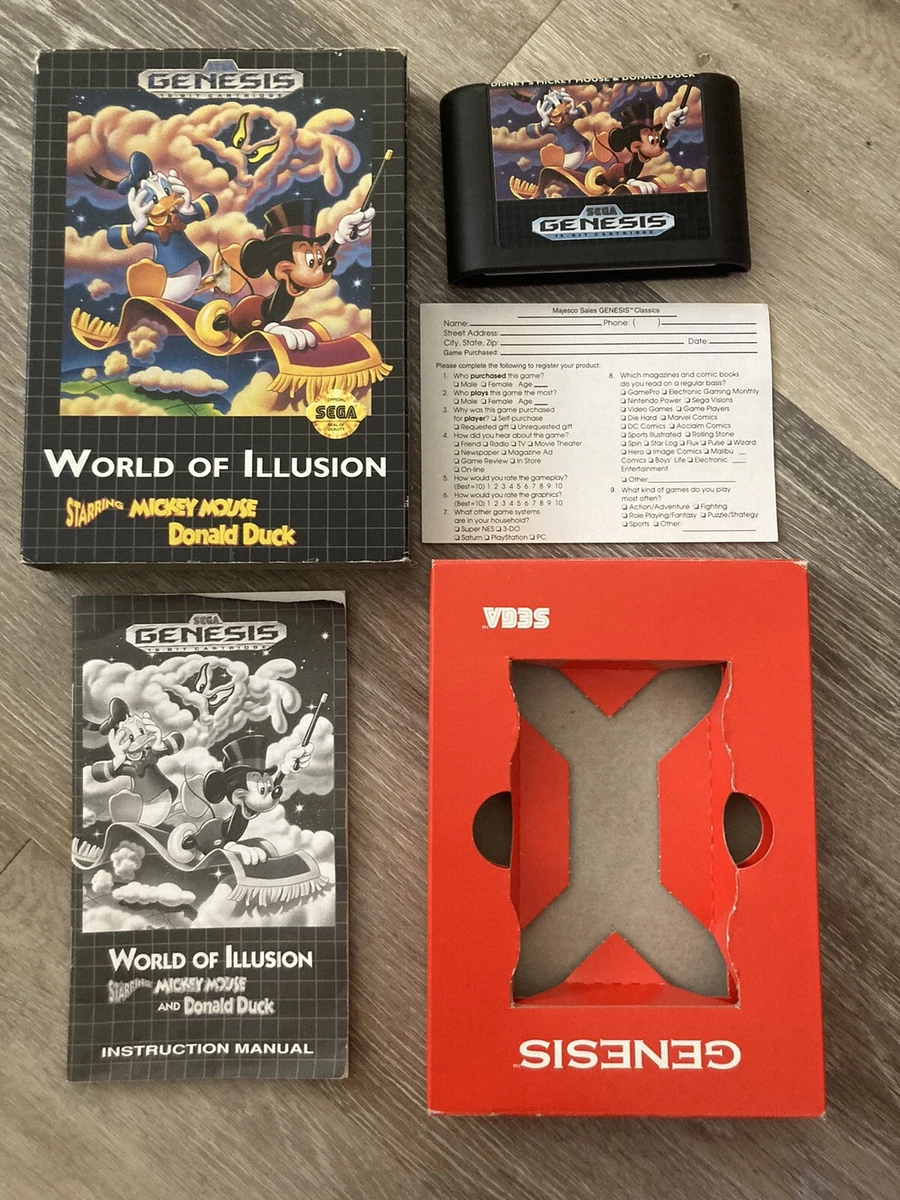 SEGA
GENESIS
16-BIT CARTRIDGE
OFFICIAL
SEGA
SEAL OF
QUALITY
WORLD OF ILLUSION
STARRING MICKEY MOUSE
Donald Duck
DISNEY'S MICKEY MOUSE & DONALD DUCK
SEGA
GENESIS
16-BIT CARTRIDGE
Majesco Sales GENESIS™ Classics
Name: Phone: ( )
Street Address:
City, State, Zip: Date:
Game Purchased:
Please complete the following to register your product.
1. Who purchased this game?
❑ Male ❑ Female Age
2. Who plays this game the most?
❑ Male ❑ Female Age
3. Why was this game purchased
for player? ❑ Self-purchase
❑ Requested gift ❑ Unrequested gift
4. How did you hear about this game?
❑ Friend ❑ Radio ❑ TV ❑ Movie Theater
❑ Newspaper ❑ Magazine Ad
❑ Game Review ❑ In Store
❑ On-line
5. How would you rate the gameplay?
(Best=10) 1 2 3 4 5 6 7 8 9 10
6. How would you rate the graphics?
(Best=10) 1 2 3 4 5 6 7 8 9 10
7. What other game systems
are in your household?
❑ Super NES ❑ 3-DO
❑ Saturn ❑ PlayStation ❑ PC
8. Which magazines and comic books
do you read on a regular basis?
❑ GamePro ❑ Electronic Gaming Monthly
❑ Nintendo Power ❑ Sega Visions
❑ Video Games ❑ Game Players
❑ Die Hard ❑ Marvel Comics
❑ DC Comics ❑ Acclaim Comics
❑ Sports Illustrated ❑ Rolling Stone
❑ Spin ❑ Star Log ❑ Flux ❑ Pulse ❑ Wizard
❑ Hero ❑ Image Comics ❑ Malibu
Comics ❑ Boys' Life ❑ Electronic
Entertainment
❑ Other
9. What kind of games do you play
most often?
❑ Action/Adventure ❑ Fighting
❑ Role Playing/Fantasy ❑ Puzzle/Strategy
❑ Sports ❑ Other:
SEGA
GENESIS
16-BIT CARTRIDGE
WORLD OF ILLUSION
STARRING MICKEY MOUSE
AND Donald Duck
INSTRUCTION MANUAL
SEGA™
GENESIS™